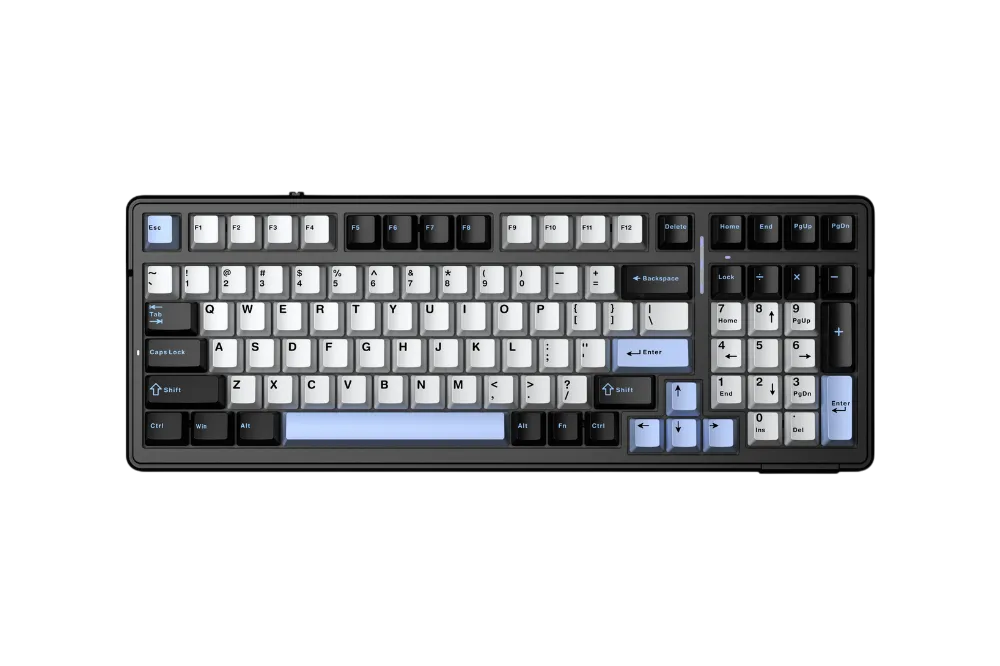 Esc F1 F2 F3 F4 F5 F6 F7 F8 F9 F10 F11 F12 Delete Home End PgUp PgDn
~ ! @ # $ % ^ & * ( ) — +
` 1 2 3 4 5 6 7 8 9 0 - = ← Backspace Lock ÷ × −
Tab Q W E R T Y U I O P { } | 7 8 9 +
[ ] \ Home ↑ PgUp
Caps Lock A S D F G H J K L : " Enter 4 5 6
; ' ← →
Shift Z X C V B N M < > ? Shift ↑ 1 2 3 Enter
, . / End ↓ PgDn
Ctrl Win Alt Alt Fn Ctrl ← ↓ → 0 .
Ins Del